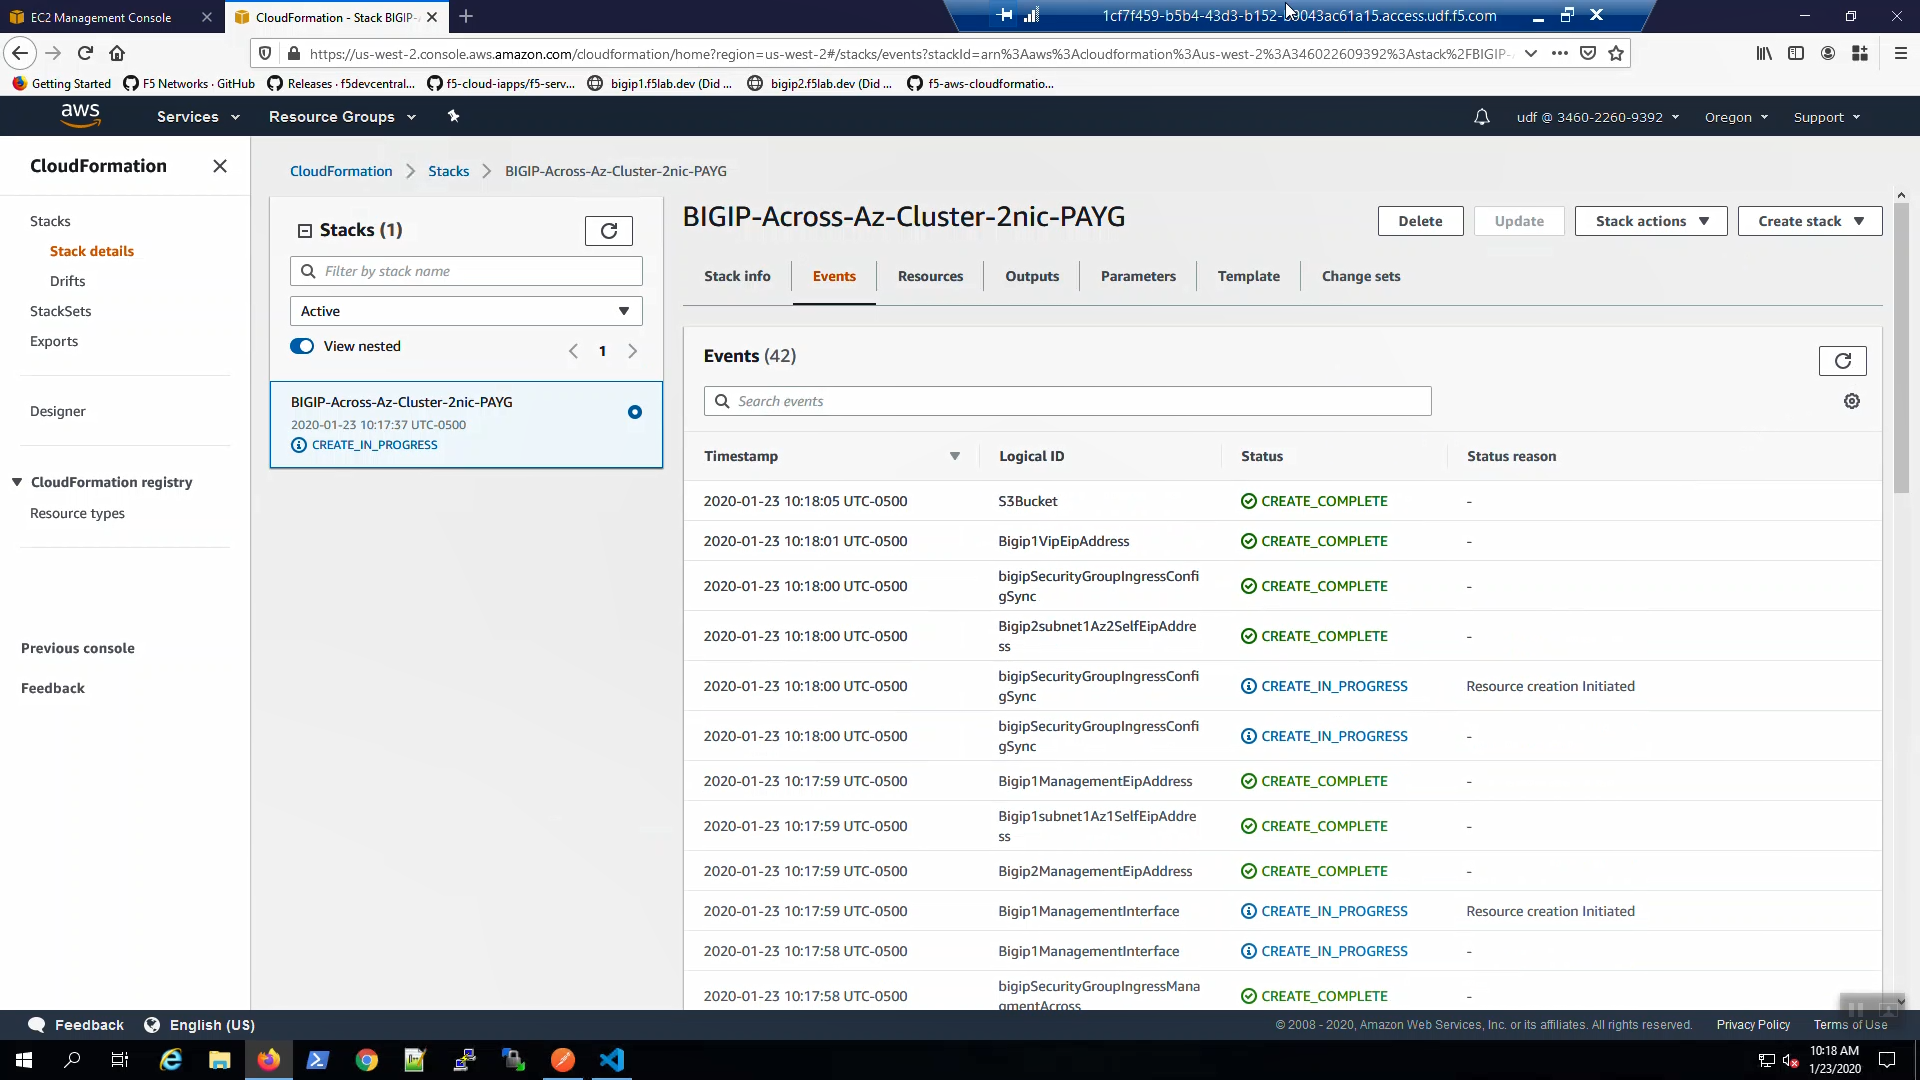 EC2 Management Console
CloudFormation - Stack BIGIP-
1cf7f459-b5b4-43d3-b152-b0043ac61a15.access.udf.f5.com
https://us-west-2.console.aws.amazon.com/cloudformation/home?region=us-west-2#/stacks/events?stackId=arn%3Aaws%3Acloudformation%3Aus-west-2%3A346022609392%3Astack%2FBIGIP-
Getting Started
F5 Networks · GitHub
Releases · f5devcentral...
f5-cloud-iapps/f5-serv...
bigip1.f5lab.dev (Did ...
bigip2.f5lab.dev (Did ...
f5-aws-cloudformatio...
aws
Services
Resource Groups
udf @ 3460-2260-9392
Oregon
Support
CloudFormation
Stacks
Stack details
Drifts
StackSets
Exports
Designer
CloudFormation registry
Resource types
Previous console
Feedback
CloudFormation
Stacks
BIGIP-Across-Az-Cluster-2nic-PAYG
Stacks (1)
Filter by stack name
Active
View nested
1
BIGIP-Across-Az-Cluster-2nic-PAYG
2020-01-23 10:17:37 UTC-0500
CREATE_IN_PROGRESS
BIGIP-Across-Az-Cluster-2nic-PAYG
Delete
Update
Stack actions
Create stack
Stack info
Events
Resources
Outputs
Parameters
Template
Change sets
Events (42)
Search events
Timestamp Logical ID Status Status reason
2020-01-23 10:18:05 UTC-0500 S3Bucket CREATE_COMPLETE -
2020-01-23 10:18:01 UTC-0500 Bigip1VipEipAddress CREATE_COMPLETE -
2020-01-23 10:18:00 UTC-0500 bigipSecurityGroupIngressConfi
gSync CREATE_COMPLETE -
2020-01-23 10:18:00 UTC-0500 Bigip2subnet1Az2SelfEipAddre
ss CREATE_COMPLETE -
2020-01-23 10:18:00 UTC-0500 bigipSecurityGroupIngressConfi
gSync CREATE_IN_PROGRESS Resource creation Initiated
2020-01-23 10:18:00 UTC-0500 bigipSecurityGroupIngressConfi
gSync CREATE_IN_PROGRESS -
2020-01-23 10:17:59 UTC-0500 Bigip1ManagementEipAddress CREATE_COMPLETE -
2020-01-23 10:17:59 UTC-0500 Bigip1subnet1Az1SelfEipAddre
ss CREATE_COMPLETE -
2020-01-23 10:17:59 UTC-0500 Bigip2ManagementEipAddress CREATE_COMPLETE -
2020-01-23 10:17:59 UTC-0500 Bigip1ManagementInterface CREATE_IN_PROGRESS Resource creation Initiated
2020-01-23 10:17:58 UTC-0500 Bigip1ManagementInterface CREATE_IN_PROGRESS -
2020-01-23 10:17:58 UTC-0500 bigipSecurityGroupIngressMana
gmentAcross CREATE_COMPLETE -
Feedback
English (US)
© 2008 - 2020, Amazon Web Services, Inc. or its affiliates. All rights reserved.
Privacy Policy
Terms of Use
10:18 AM
1/23/2020